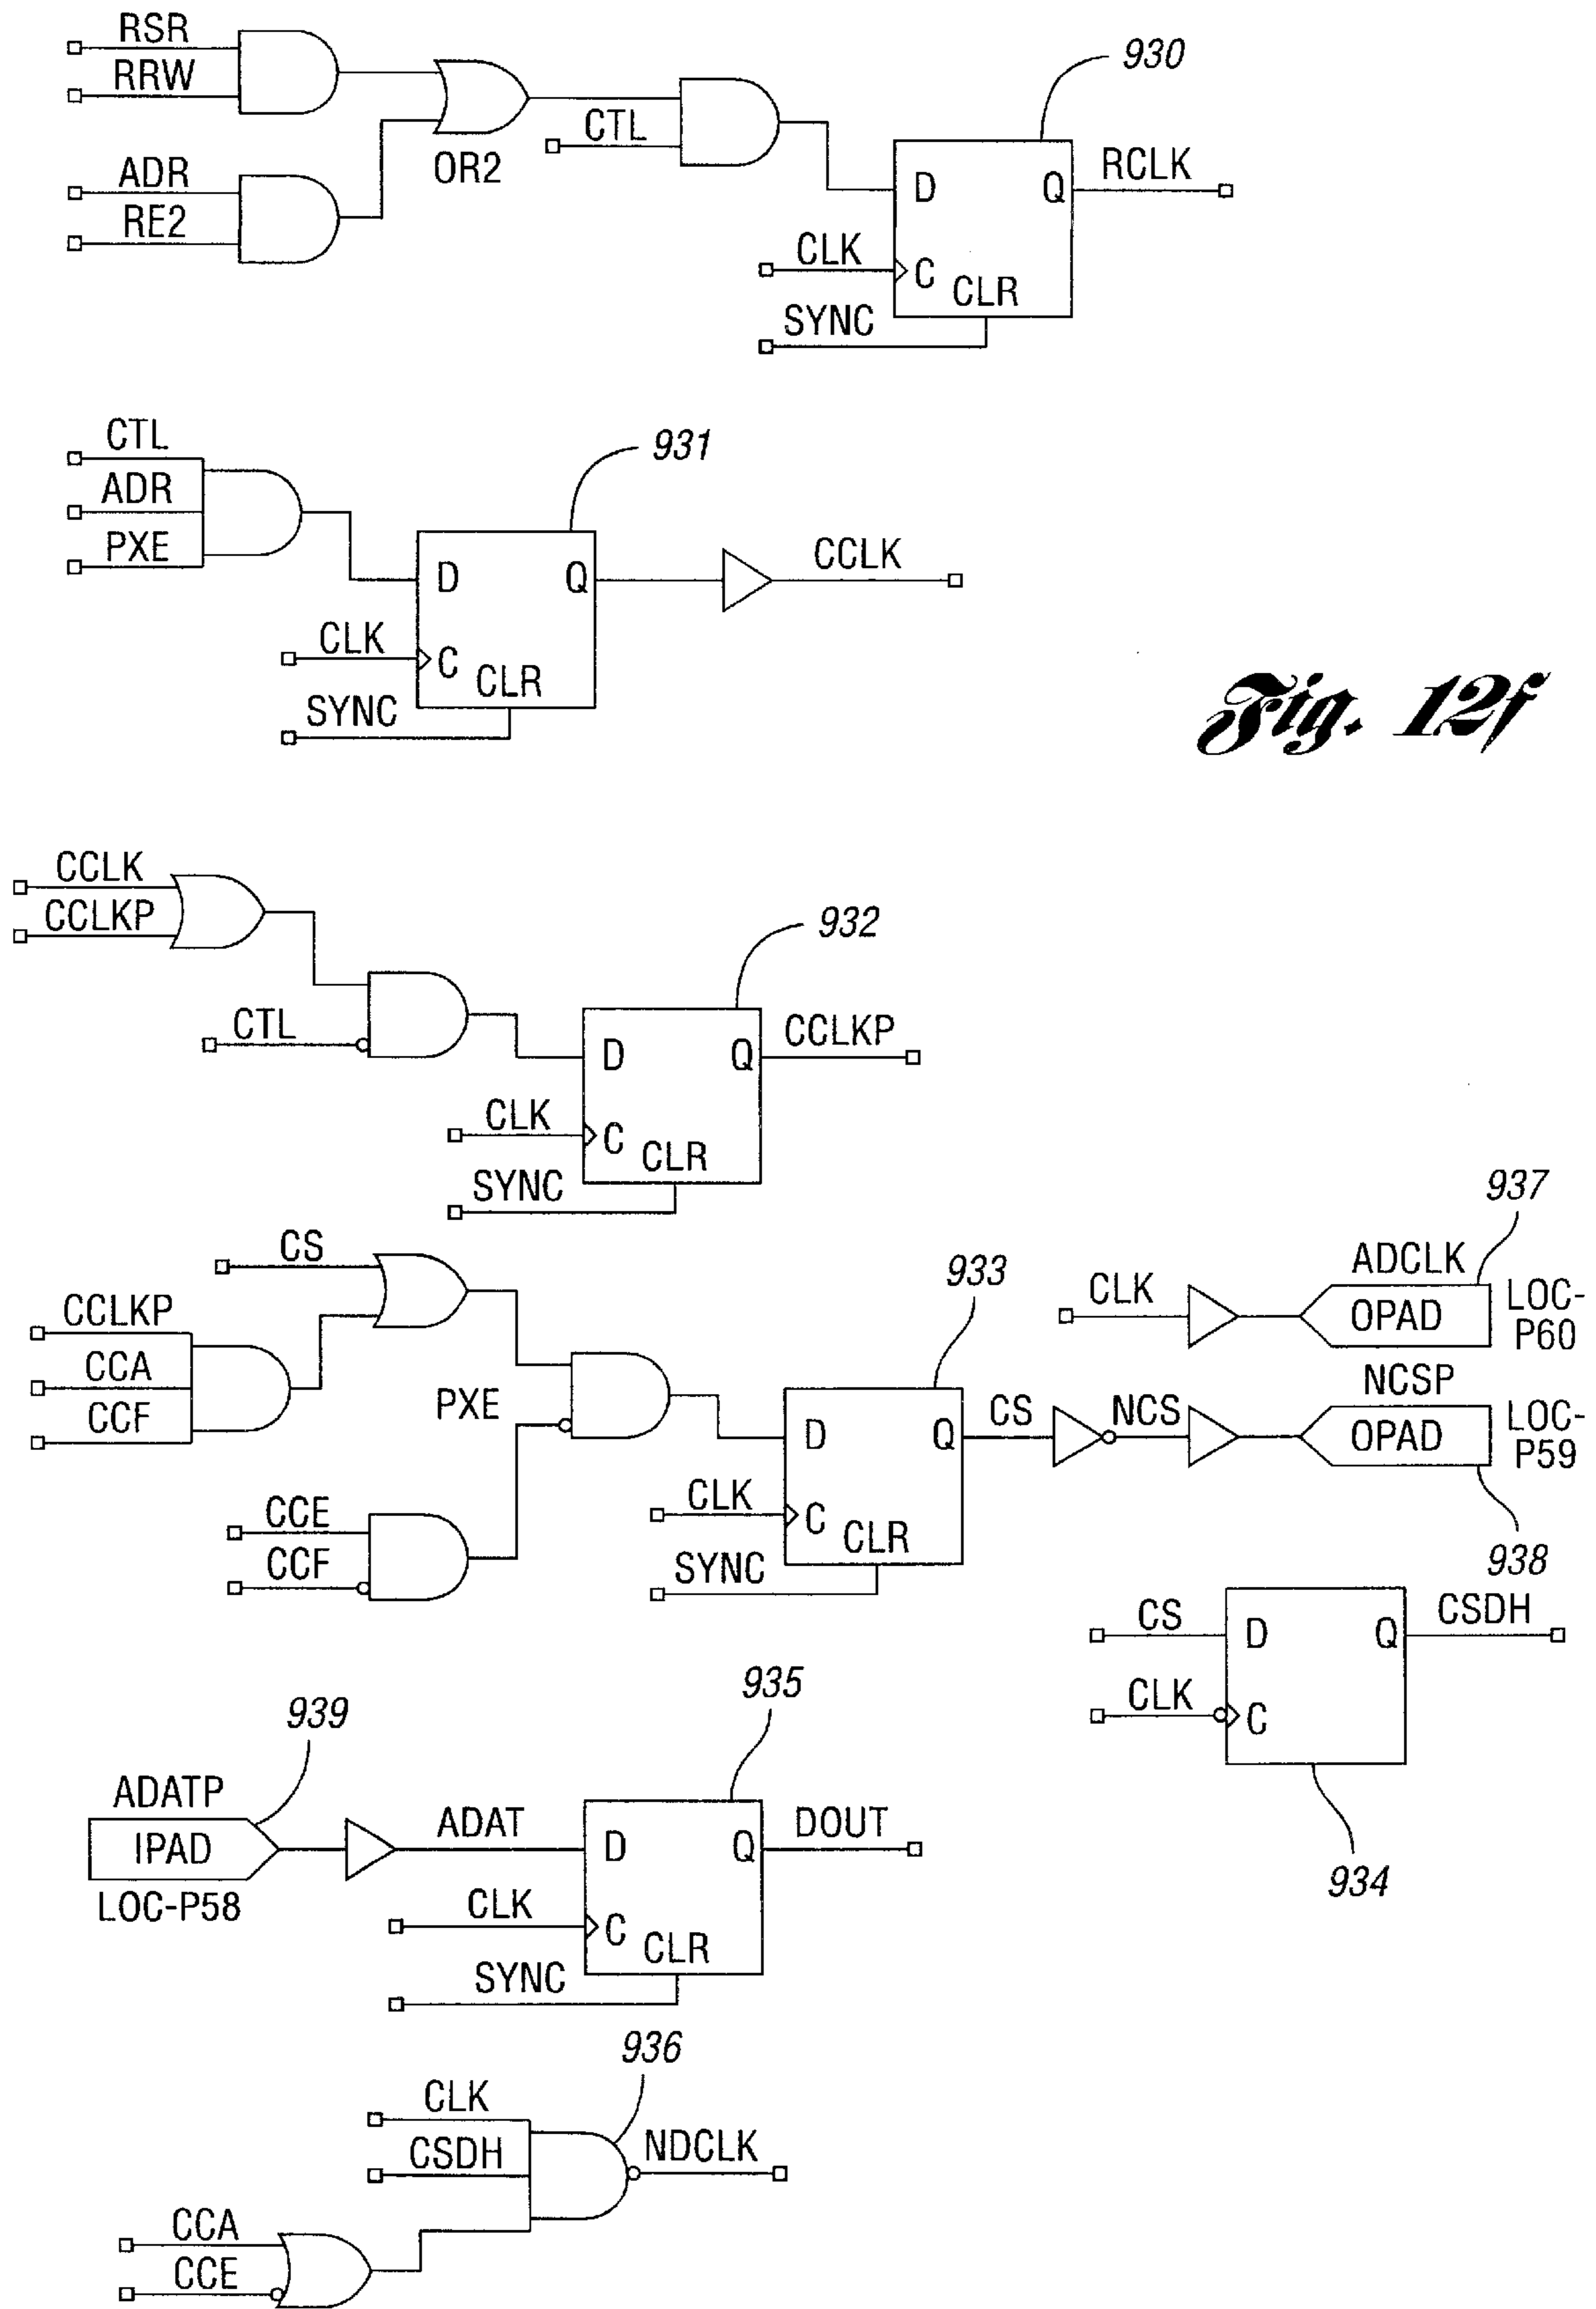 RSR
RRW
930
CTL
RCLK
OR2
ADR
D
Q
RE2
CLK
C
CLR
SYNC
CTL
931
ADR
PXE
CCLK
D
Q
CLK
C
CLR
SYNC
Fig. 12f
CCLK
932
CCLKP
CTL
CCLKP
D
Q
CLK
C
CLR
SYNC
937
CS
933
ADCLK
CLK
OPAD
LOC-
P60
CCLKP
CCA
NCSP
PXE
CS
NCS
OPAD
LOC-
P59
CCF
D
Q
CLK
C
CCE
CLR
938
CCF
SYNC
CS
D
Q
CSDH
CLK
C
934
939
935
ADATP
IPAD
ADAT
D
Q
DOUT
LOC-P58
CLK
C
CLR
SYNC
936
CLK
CSDH
NDCLK
CCA
CCE